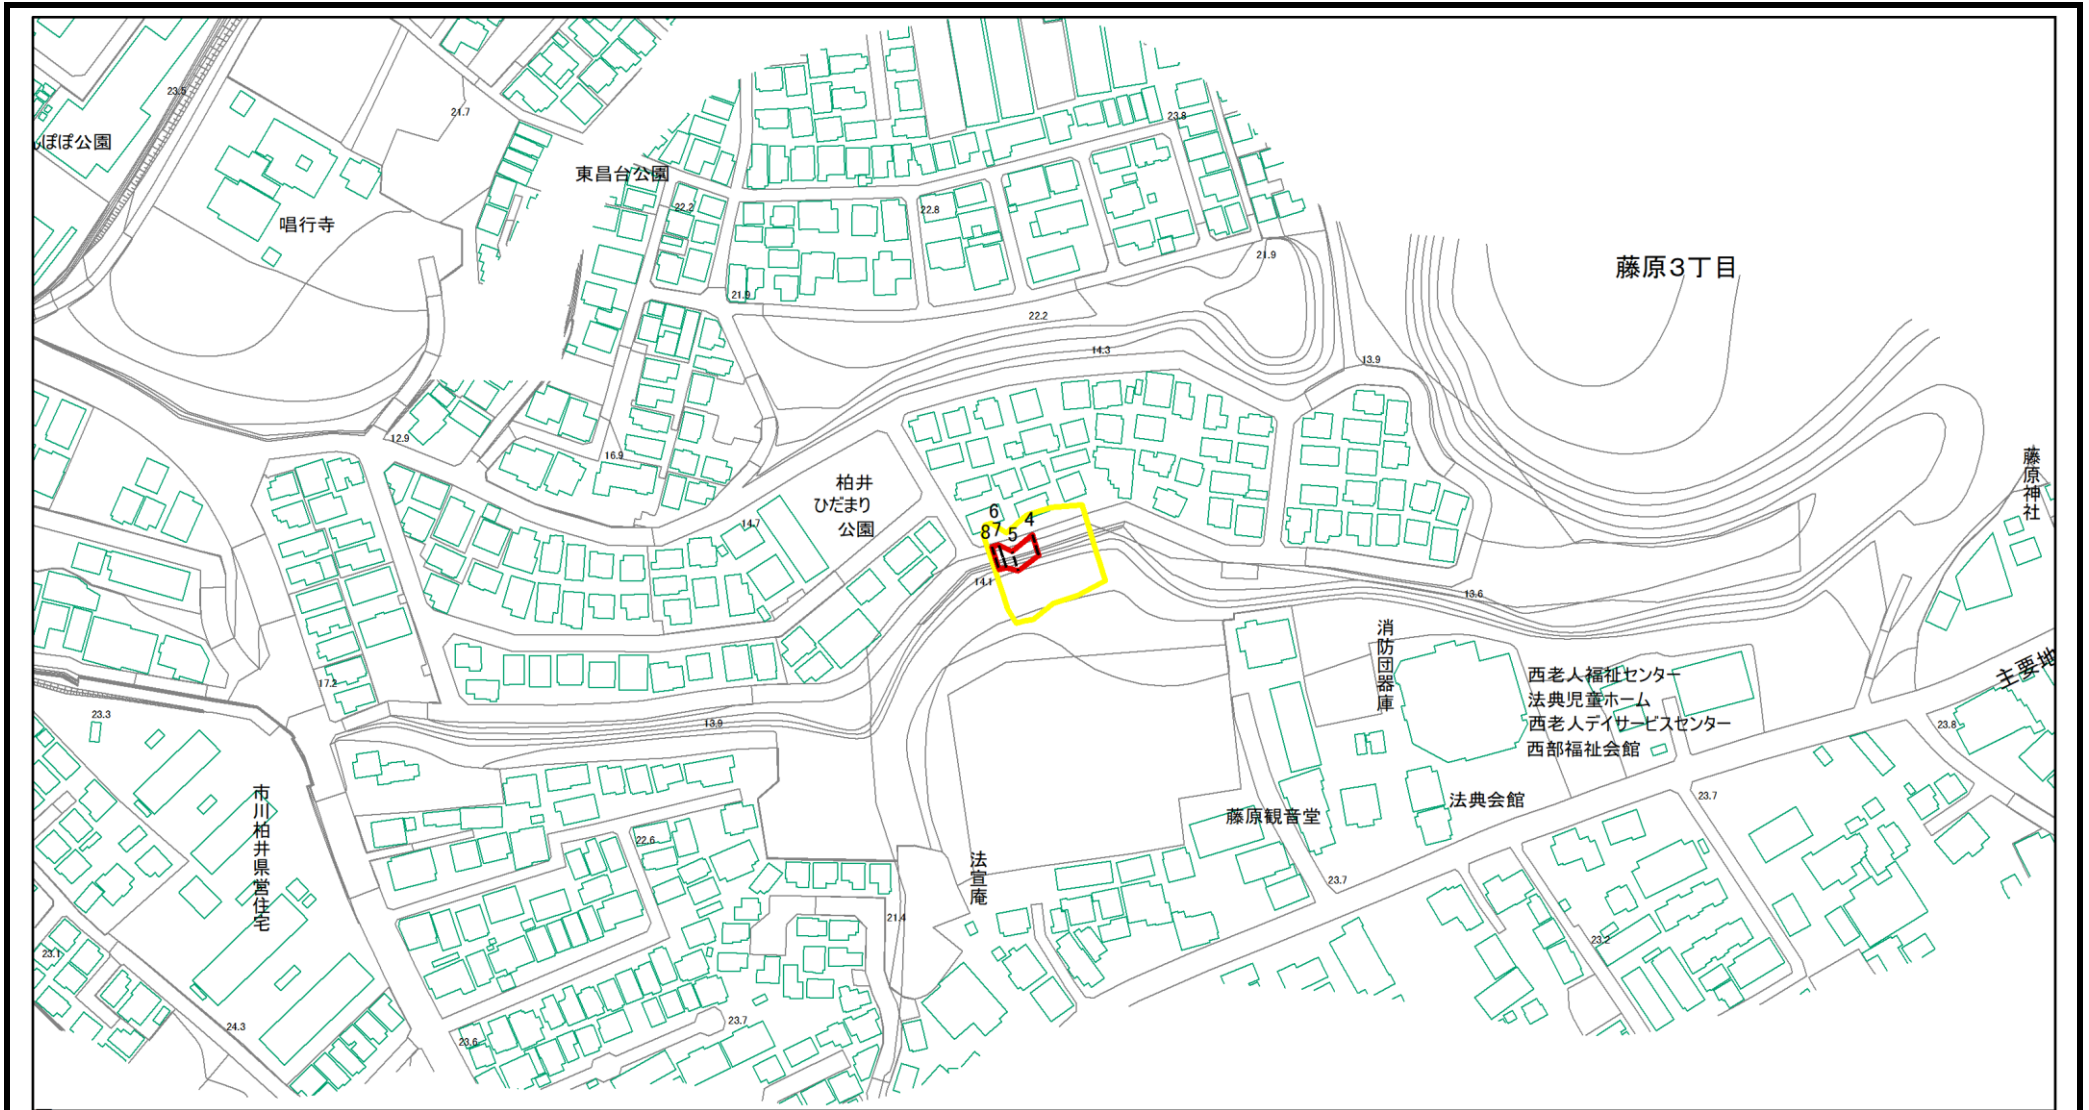 23.5
21.7
んぽぽ公園
唱行寺
東昌台公園
22.2
21.9
23.8
22.8
21.9
22.2
14.3
13.9
藤原3丁目
藤原神社
12.9
16.9
柏井
ひだまり
公園
14.7
6
4
8
7
5
14.1
13.6
17.2
23.3
13.9
消防団器庫
西老人福祉センター
法典児童ホーム
西老人デイサービスセンター
西部福祉会館
主要地
23.8
市川柏井県営住宅
22.6
法宣庵
藤原観音堂
法典会館
23.7
23.7
21.4
23.2
23.1
24.3
23.6
23.7